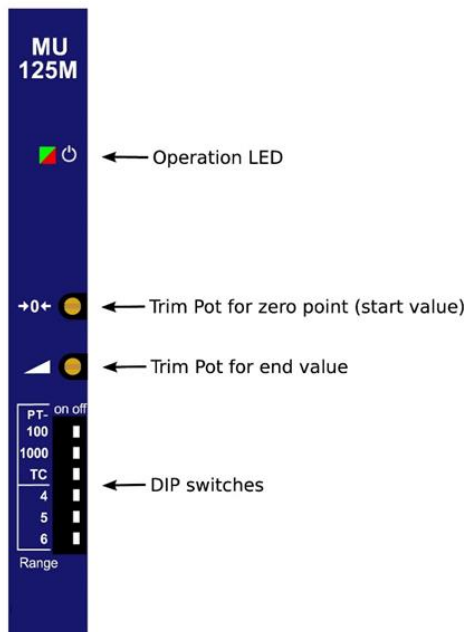 MU
125M
Operation LED
→0←
Trim Pot for zero point (start value)
Trim Pot for end value
PT- on off
100
1000
TC
4
5
6
DIP switches
Range